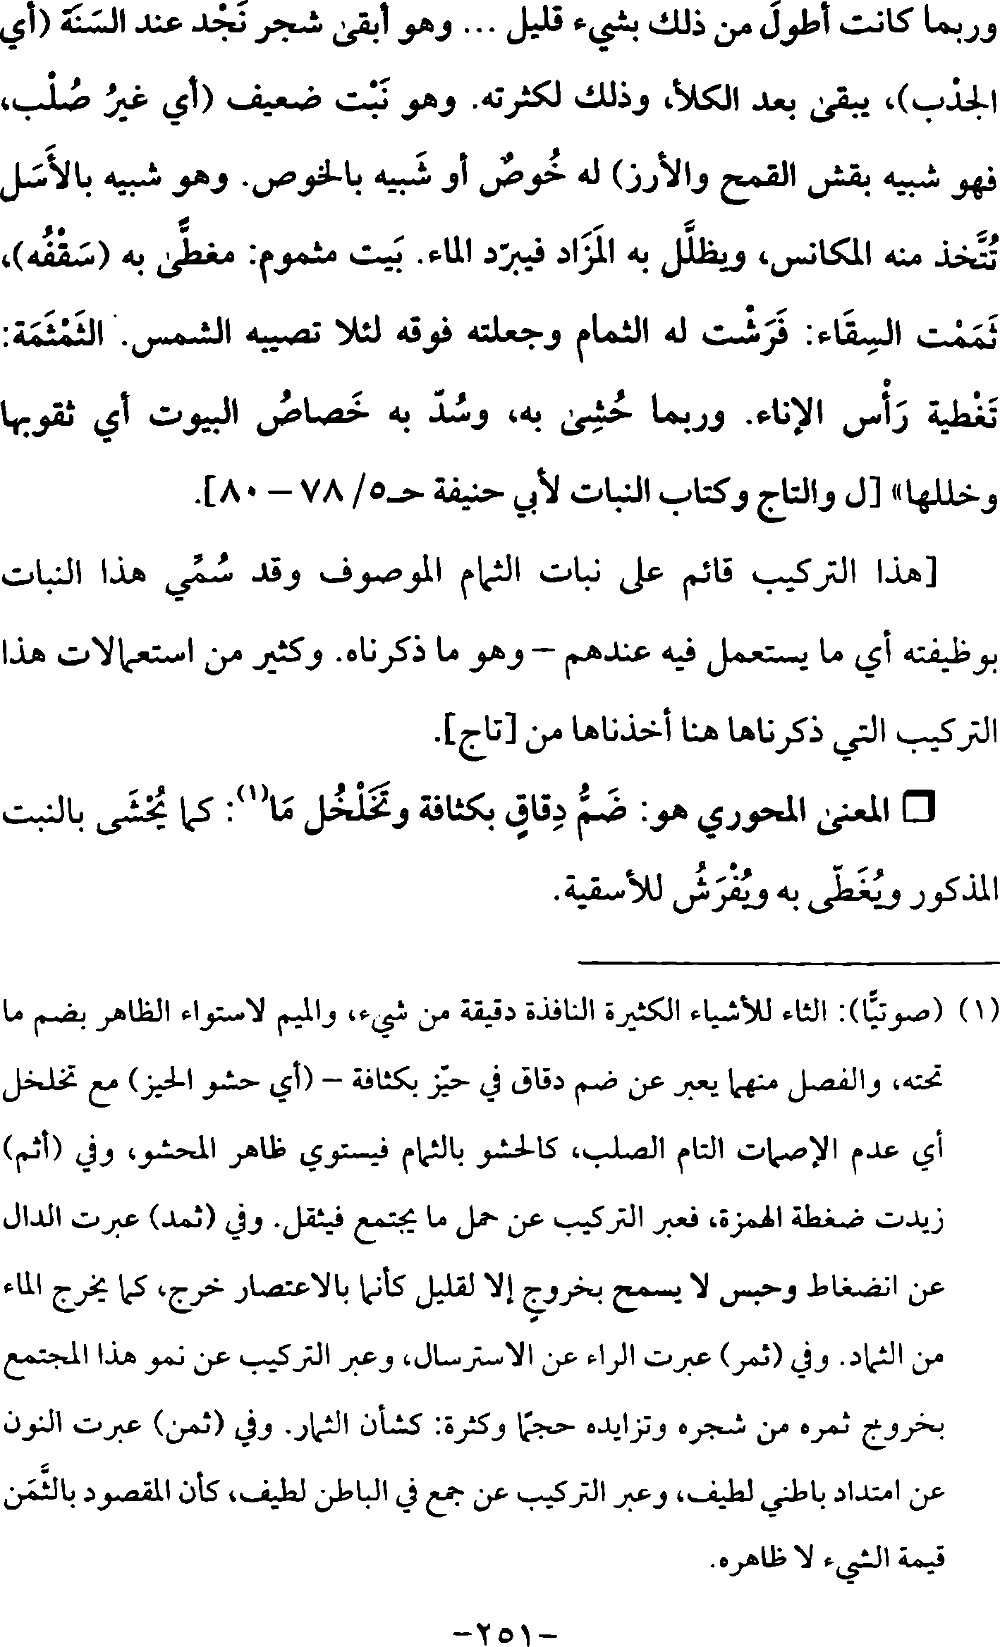 وربما كانت أطولَ من ذلك بشيء قليل ... وهو أبقىٰ شجر نَجْد عند السَنَة (أي
الجذْب)، يبقىٰ بعد الكلأ، وذلك لكثرته. وهو نَبْت ضعيف (أي غيرُ صُلْب،
فهو شبيه بقش القمح والأرز) له خُوصٌ أو شَبيه بالخوص. وهو شبيه بالأَسَل
تُتَّخذ منه المكانس، ويظلَّل به المَزَاد فيبرّد الماء. بَيت مثموم: مغطًّىٰ به (سَقْفُه)،
ثَمَمْت السِقَاء: فَرَشْت له الثمام وجعلته فوقه لئلا تصيبه الشمس. الثَمْثَمَة:
تَغْطية رَأْس الإناء. وربما حُشِىٰ به، وسُدّ به خَصاصُ البيوت أي ثقوبها
وخللها» [ل والتاج وكتاب النبات لأبي حنيفة حـ٥/ ٧٨ – ٨٠].
[هذا التركيب قائم على نبات الثمام الموصوف وقد سُمِّي هذا النبات
بوظيفته أي ما يستعمل فيه عندهم – وهو ما ذكرناه. وكثير من استعمالات هذا
التركيب التي ذكرناها هنا أخذناها من [تاج].
❒ المعنىٰ المحوري هو: ضَمُّ دِقاقٍ بكثافة وتَخَلْخُل مَا(١): كما يُحْشَى بالنبت
المذكور ويُغَطّى به ويُفْرَشُ للأسقية.
(١) (صوتيًّا): الثاء للأشياء الكثيرة النافذة دقيقة من شيء، والميم لاستواء الظاهر بضم ما
تحته، والفصل منهما يعبر عن ضم دقاق في حيّز بكثافة – (أي حشو الحيز) مع تخلخل
أي عدم الإصمات التام الصلب، كالحشو بالثمام فيستوي ظاهر المحشو، وفي (أثم)
زيدت ضغطة الهمزة، فعبر التركيب عن حمل ما يجتمع فيثقل. وفي (ثمد) عبرت الدال
عن انضغاط وحبس لا يسمح بخروجٍ إلا لقليل كأنما بالاعتصار خرج، كما يخرج الماء
من الثماد. وفي (ثمر) عبرت الراء عن الاسترسال، وعبر التركيب عن نمو هذا المجتمع
بخروج ثمره من شجره وتزايده حجمًا وكثرة: كشأن الثمار. وفي (ثمن) عبرت النون
عن امتداد باطني لطيف، وعبر التركيب عن جمع في الباطن لطيف، كأن المقصود بالثَّمَن
قيمة الشيء لا ظاهره.
–٢٥١–